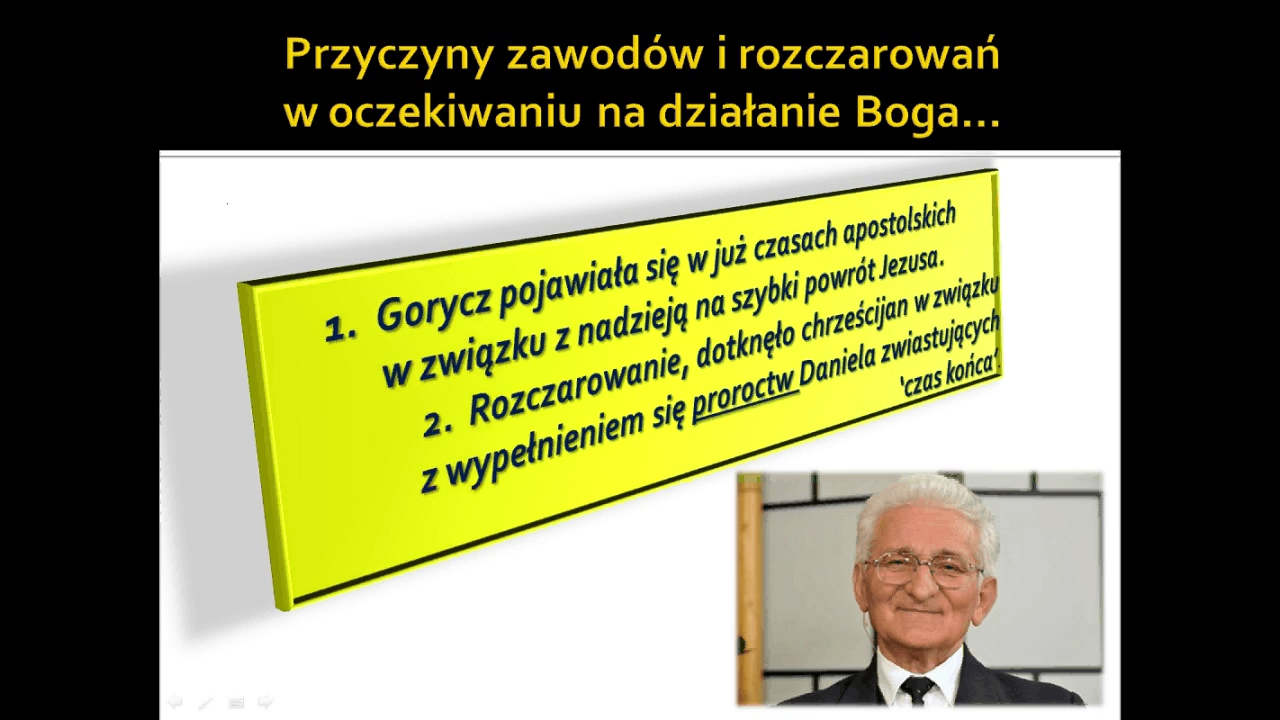 Przyczyny zawodów i rozczarowań
w oczekiwaniu na działanie Boga...
1. Gorycz pojawiała się w już czasach apostolskich
w związku z nadzieją na szybki powrót Jezusa.
2. Rozczarowanie, dotknęło chrześcijan w związku
z wypełnieniem się proroctw Daniela zwiastujących
‘czas końca’.